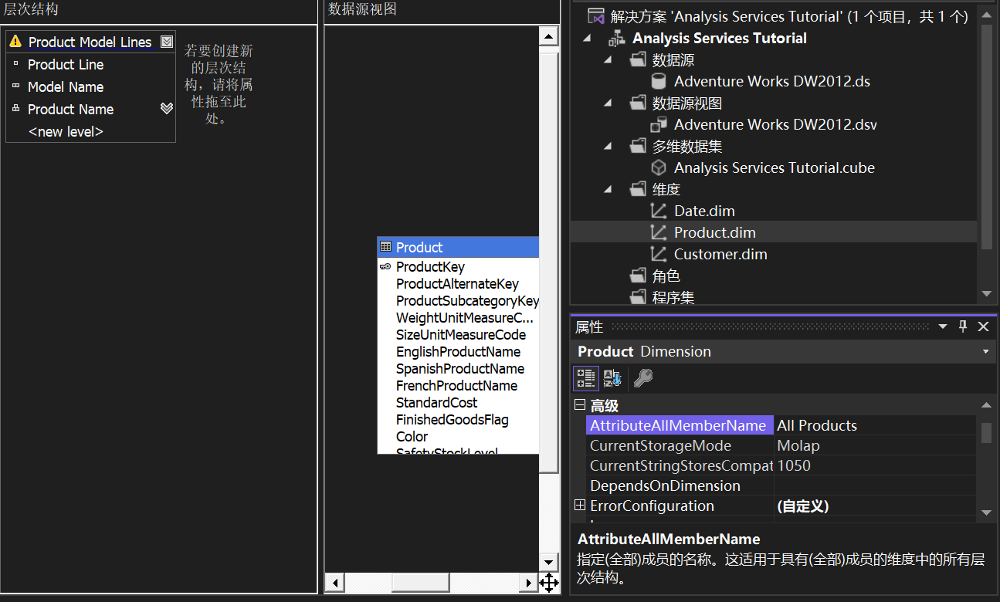 层次结构
Product Model Lines
Product Line
Model Name
Product Name
<new level>
若要创建新
的层次结
构，请将属
性拖至此
处。
数据源视图
Product
ProductKey
ProductAlternateKey
ProductSubcategoryKey
WeightUnitMeasureC...
SizeUnitMeasureCode
EnglishProductName
SpanishProductName
FrenchProductName
StandardCost
FinishedGoodsFlag
Color
SafetyStockLevel
解决方案 'Analysis Services Tutorial' (1 个项目，共 1 个)
Analysis Services Tutorial
数据源
Adventure Works DW2012.ds
数据源视图
Adventure Works DW2012.dsv
多维数据集
Analysis Services Tutorial.cube
维度
Date.dim
Product.dim
Customer.dim
角色
程序集
属性
Product Dimension
高级
AttributeAllMemberName All Products
CurrentStorageMode Molap
CurrentStringStoresCompat 1050
DependsOnDimension
ErrorConfiguration (自定义)
AttributeAllMemberName
指定(全部)成员的名称。这适用于具有(全部)成员的维度中的所有层
次结构。